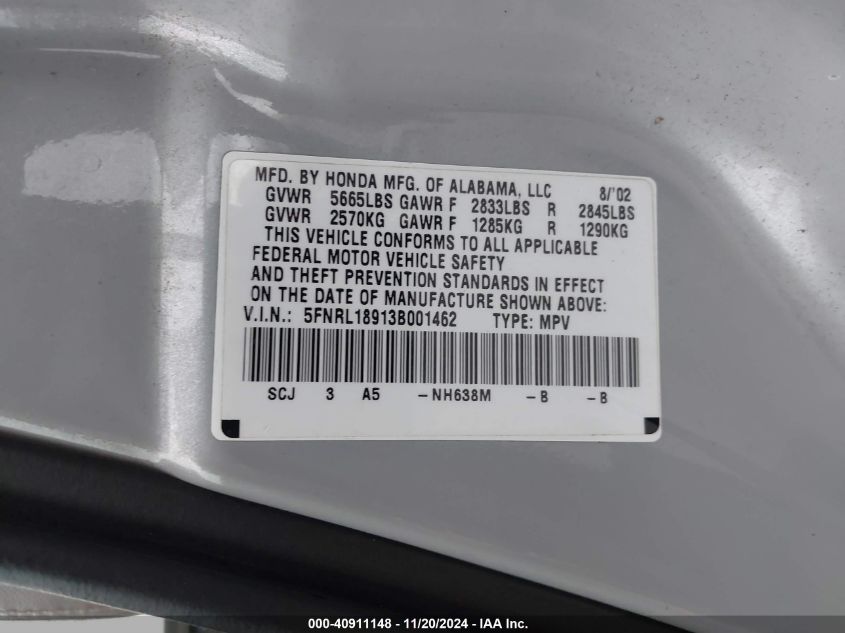 MFD. BY HONDA MFG. OF ALABAMA, LLC 8/'02
GVWR 5665LBS GAWR F 2833LBS R 2845LBS
GVWR 2570KG GAWR F 1285KG R 1290KG
THIS VEHICLE CONFORMS TO ALL APPLICABLE
FEDERAL MOTOR VEHICLE SAFETY
AND THEFT PREVENTION STANDARDS IN EFFECT
ON THE DATE OF MANUFACTURE SHOWN ABOVE:
V.I.N.: 5FNRL18913B001462 TYPE: MPV
SCJ 3 A5 -NH638M -B -B
000-40911148 - 11/20/2024 - IAA Inc.